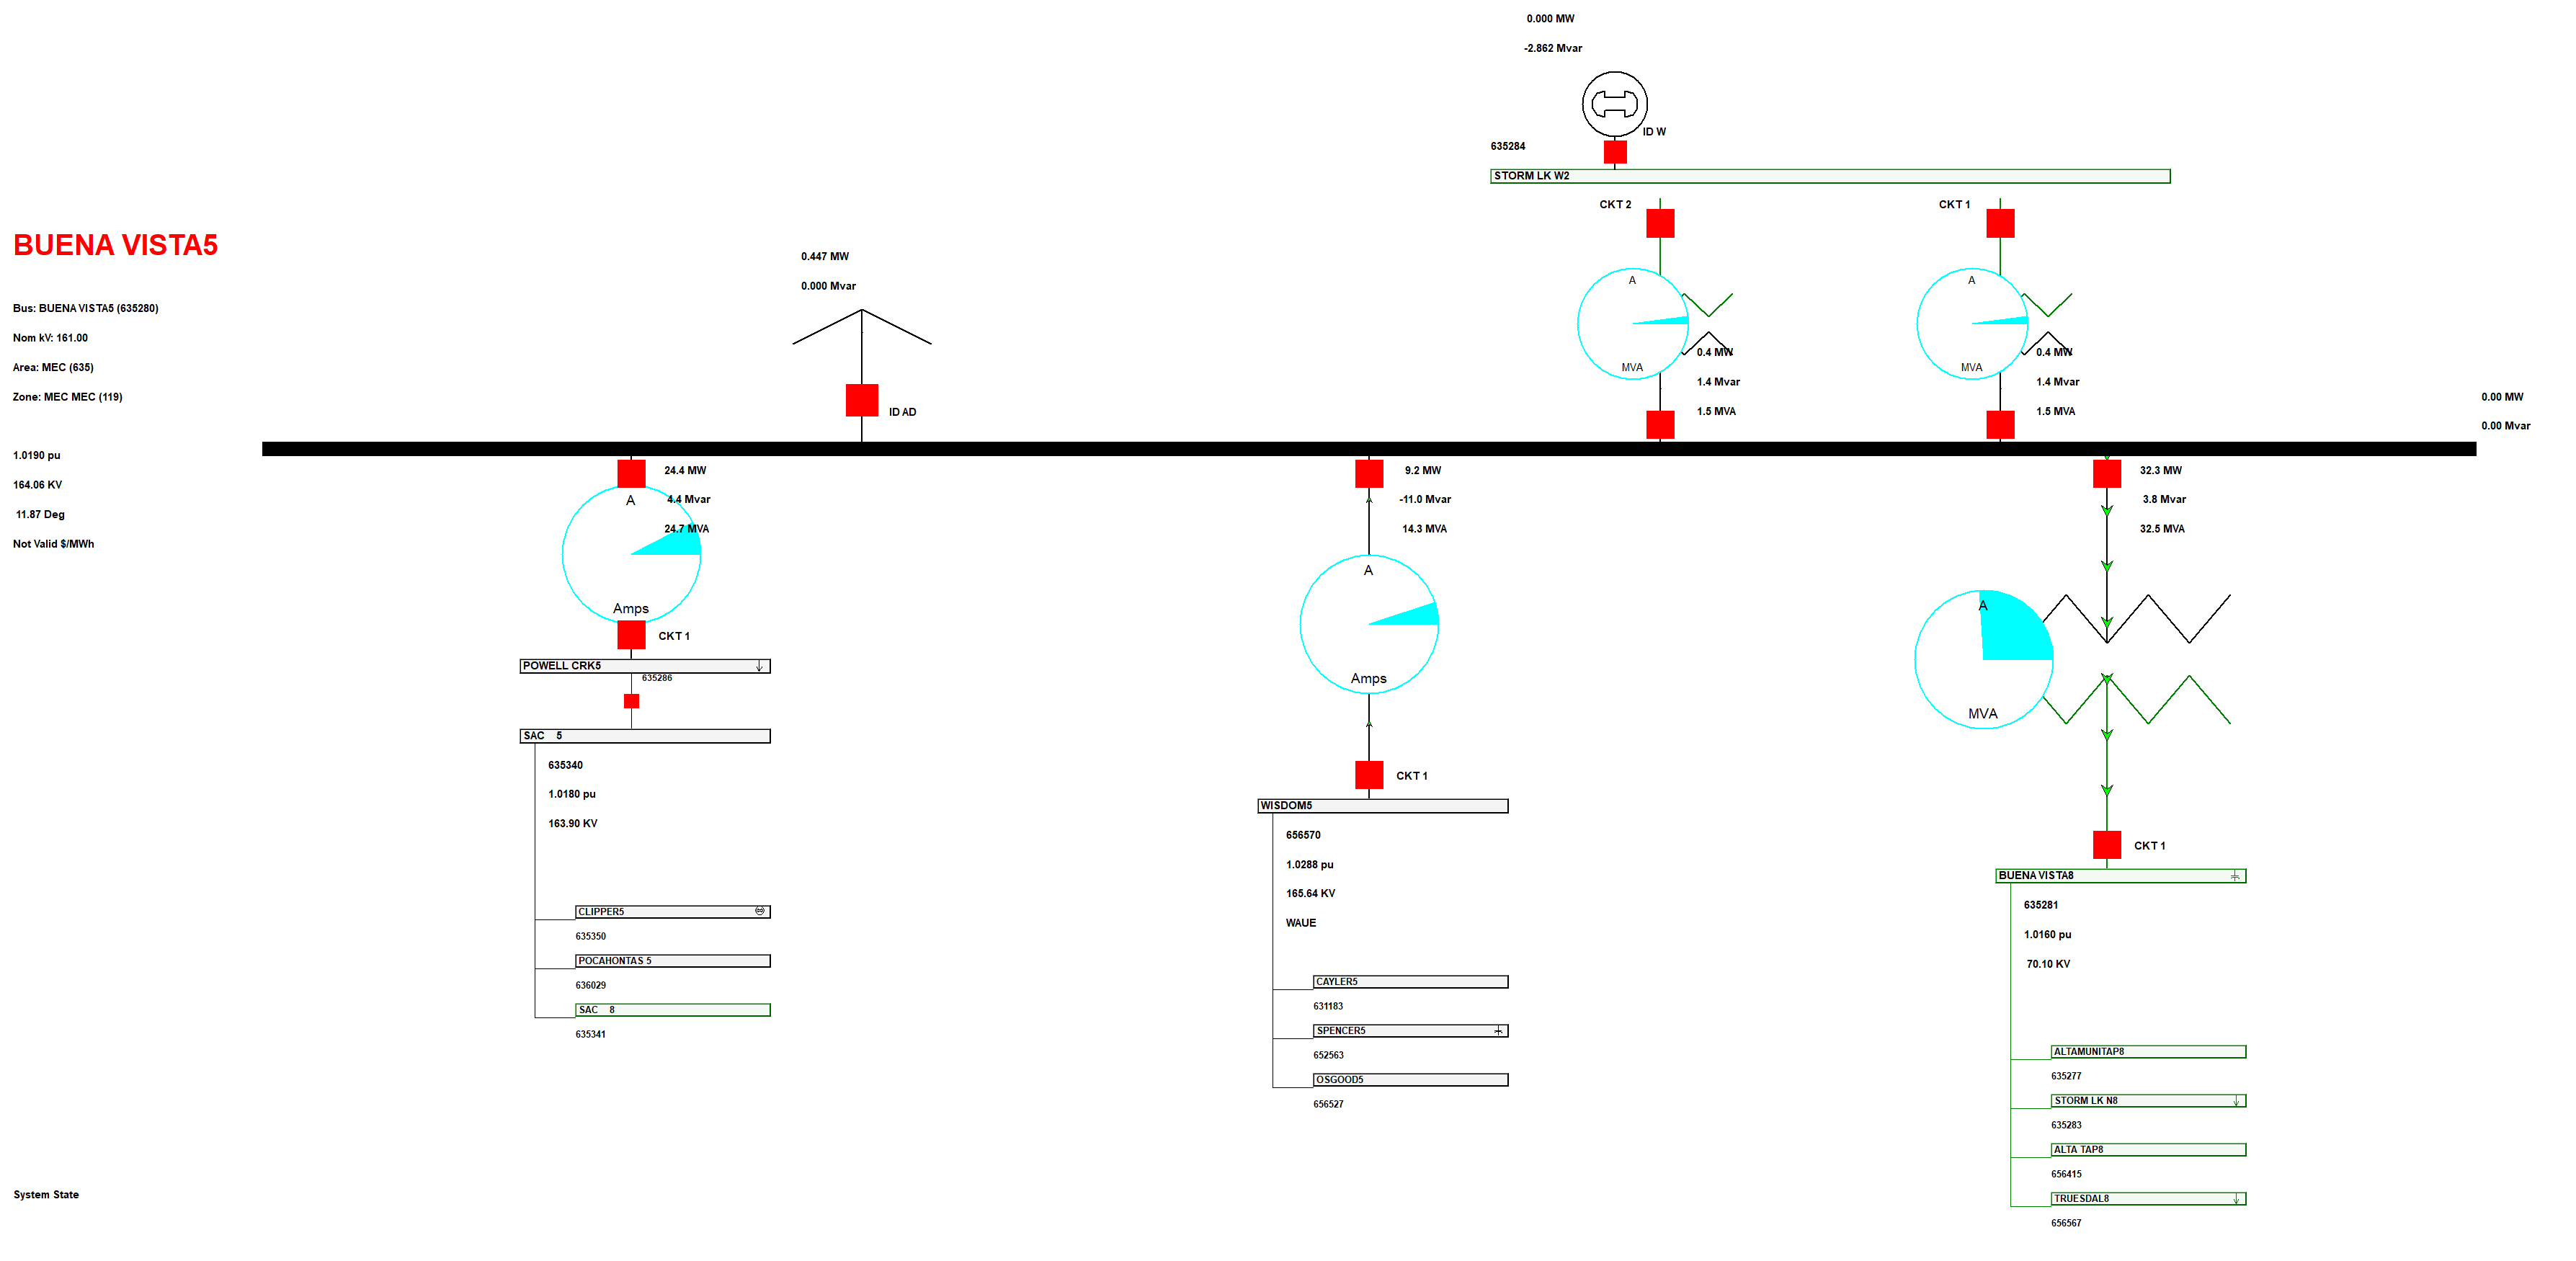 0.000 MW
-2.862 Mvar
ID W
635284
STORM LK W2
CKT 2
CKT 1
BUENA VISTA5
0.447 MW
0.000 Mvar
A
A
Bus: BUENA VISTA5 (635280)
Nom kV: 161.00
Area: MEC (635)
Zone: MEC MEC (119)
MVA
0.4 MW
1.4 Mvar
1.5 MVA
MVA
0.4 MW
1.4 Mvar
1.5 MVA
ID AD
0.00 MW
0.00 Mvar
1.0190 pu
164.06 KV
11.87 Deg
Not Valid $/MWh
24.4 MW
4.4 Mvar
24.7 MVA
A
Amps
CKT 1
POWELL CRK5
635286
SAC 5
635340
1.0180 pu
163.90 KV
CLIPPER5
635350
POCAHONTAS 5
636029
SAC 8
635341
9.2 MW
-11.0 Mvar
14.3 MVA
A
Amps
CKT 1
WISDOM5
656570
1.0288 pu
165.64 KV
WAUE
CAYLER5
631183
SPENCER5
652563
OSGOOD5
656527
32.3 MW
3.8 Mvar
32.5 MVA
A
MVA
CKT 1
BUENA VISTA8
635281
1.0160 pu
70.10 KV
ALTAMUNITAP8
635277
STORM LK N8
635283
ALTA TAP8
656415
TRUESDAL8
656567
System State